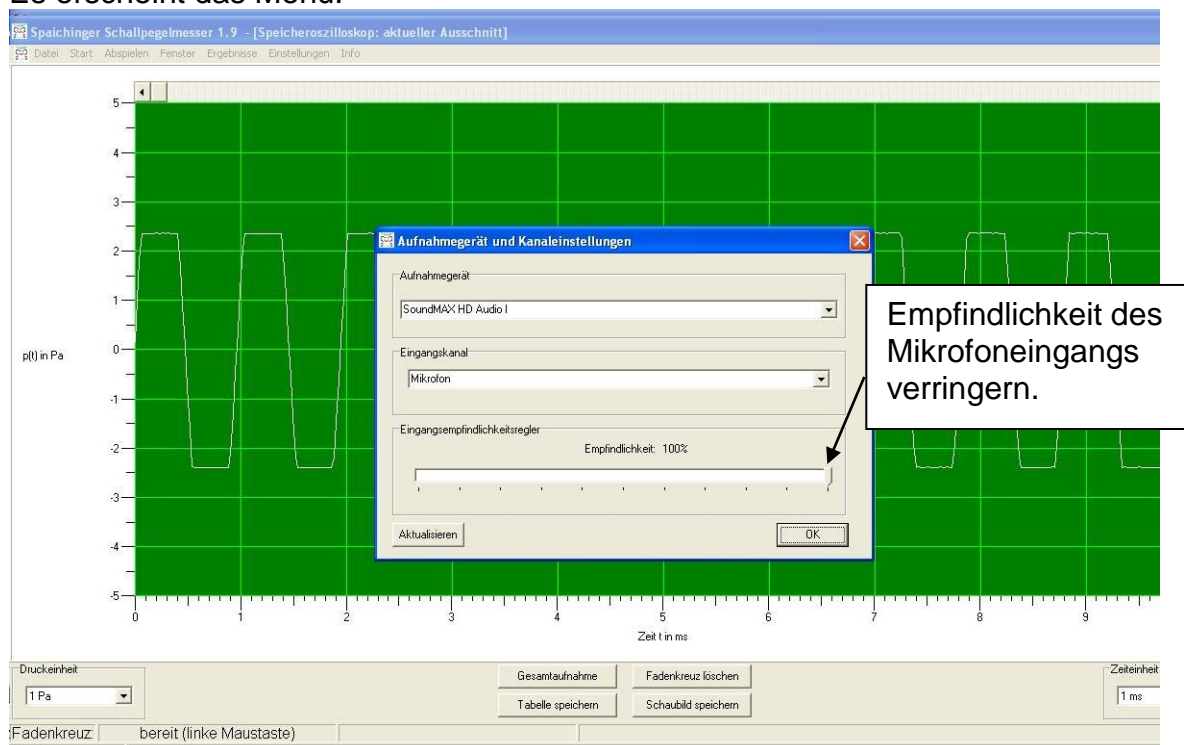 Es erscheint das Menü:
Spaichinger Schallpegelmesser 1.9 - [Speicheroszilloskop: aktueller Ausschnitt]
Datei Start Abspielen Fenster Ergebnisse Einstellungen Info
5
4
3
2
1
0
-1
-2
-3
-4
-5
p(t) in Pa
Aufnahmegerät und Kanaleinstellungen
Aufnahmegerät
SoundMAX HD Audio I
Eingangskanal
Mikrofon
Eingangsempfindlichkeitsregler
Empfindlichkeit: 100%
Aktualisieren
OK
Empfindlichkeit des
Mikrofoneingangs
verringern.
0 1 2 3 4 5 6 7 8 9
Zeit t in ms
Druckeinheit
1 Pa
Gesamtaufnahme
Fadenkreuz löschen
Tabelle speichern
Schaubild speichern
Zeiteinheit
1 ms
Fadenkreuz: bereit (linke Maustaste)